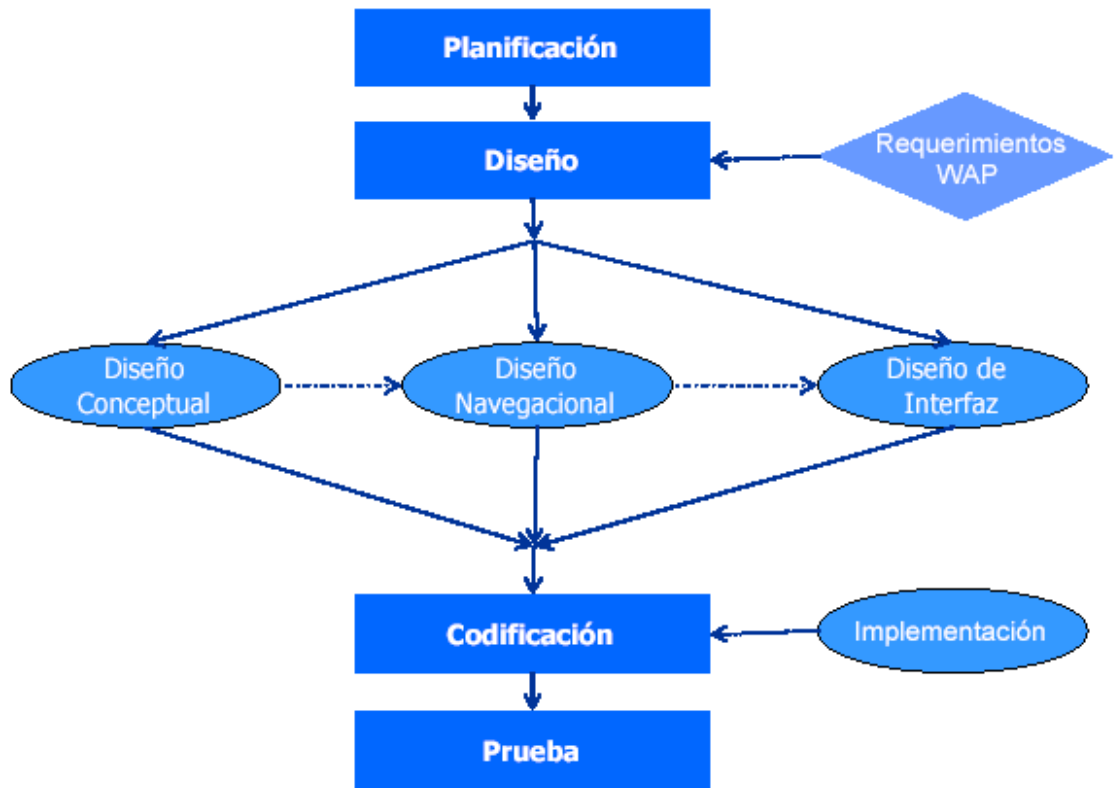 Planificación
Diseño
Requerimientos
WAP
Diseño
Conceptual
Diseño
Navegacional
Diseño de
Interfaz
Codificación
Implementación
Prueba